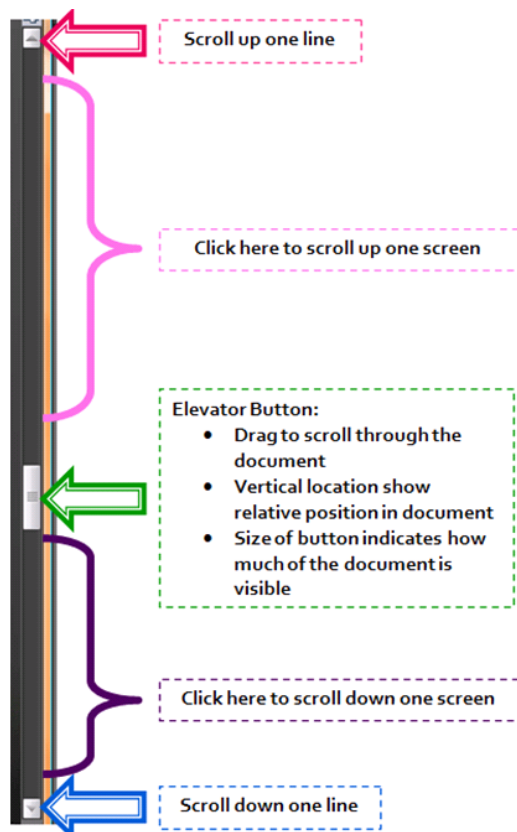 Scroll up one line
Click here to scroll up one screen
Elevator Button:
• Drag to scroll through the
document
• Vertical location show
relative position in document
• Size of button indicates how
much of the document is
visible
Click here to scroll down one screen
Scroll down one line